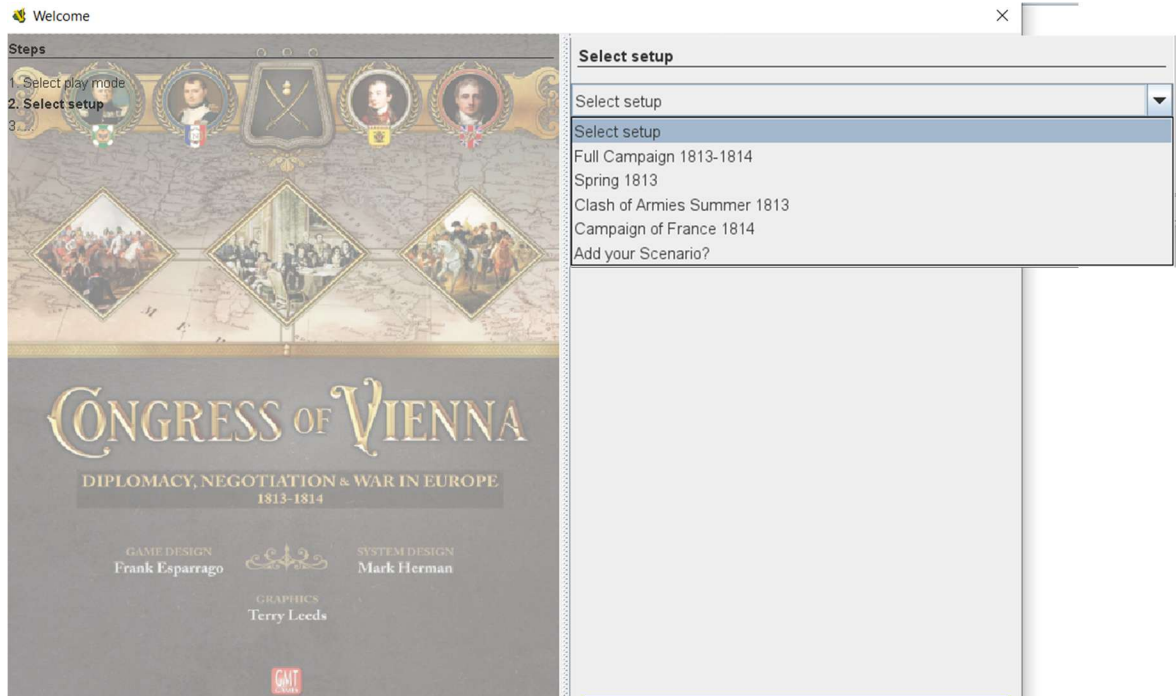 Welcome
Steps
1. Select play mode
2. Select setup
3. ...
Select setup
Select setup
Select setup
Full Campaign 1813-1814
Spring 1813
Clash of Armies Summer 1813
Campaign of France 1814
Add your Scenario?
CONGRESS OF VIENNA
DIPLOMACY, NEGOTIATION & WAR IN EUROPE
1813-1814
GAME DESIGN
Frank Esparrago
SYSTEM DESIGN
Mark Herman
GRAPHICS
Terry Leeds
GMT